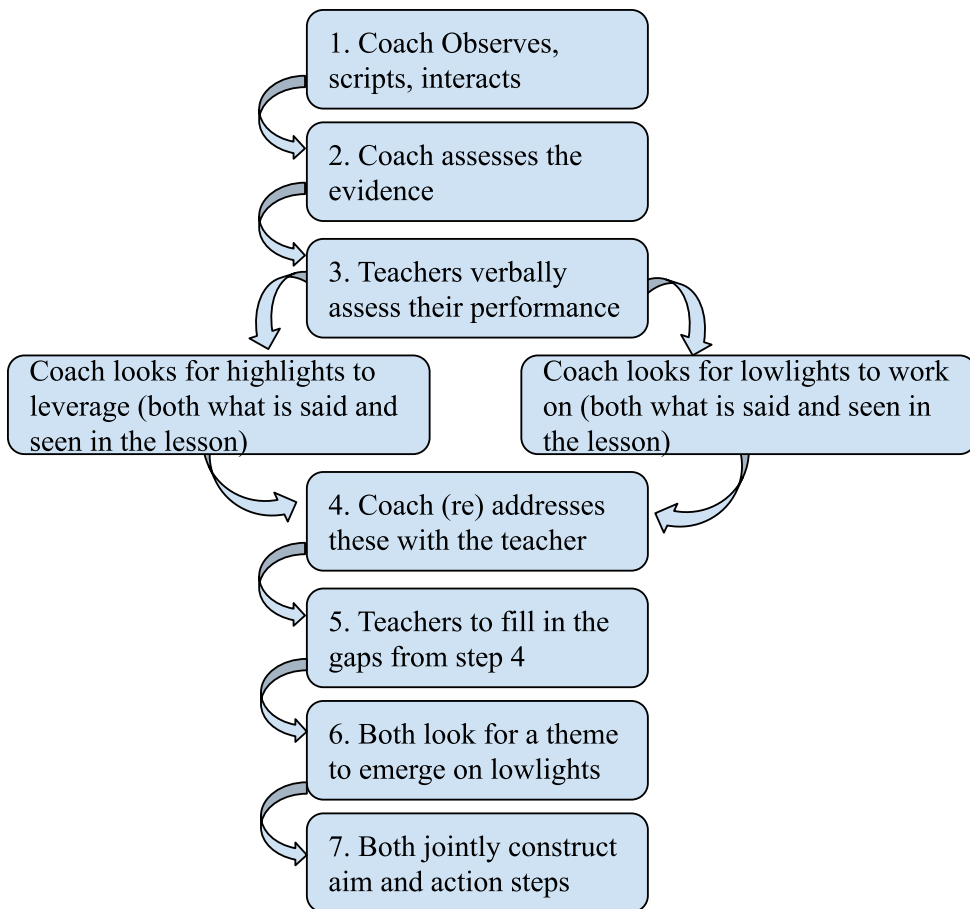 1. Coach Observes,
scripts, interacts
2. Coach assesses the
evidence
3. Teachers verbally
assess their performance
Coach looks for highlights to
leverage (both what is said and
seen in the lesson)
Coach looks for lowlights to work
on (both what is said and seen in
the lesson)
4. Coach (re) addresses
these with the teacher
5. Teachers to fill in the
gaps from step 4
6. Both look for a theme
to emerge on lowlights
7. Both jointly construct
aim and action steps